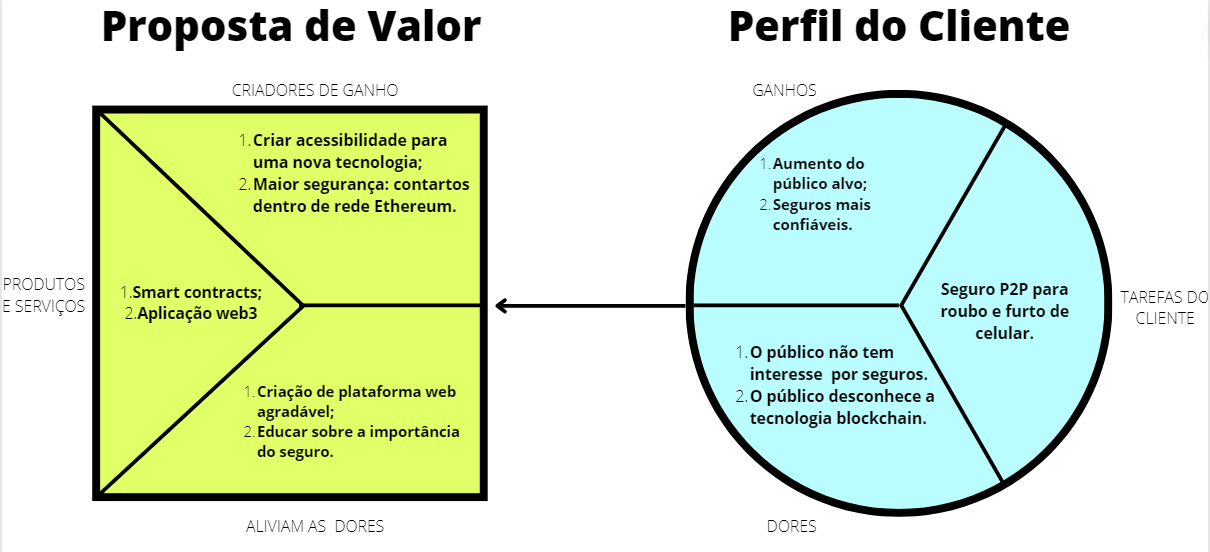 Proposta de Valor
CRIADORES DE GANHO
1. Criar acessibilidade para
uma nova tecnologia;
2. Maior segurança: contartos
dentro de rede Ethereum.
PRODUTOS
E SERVIÇOS
1. Smart contracts;
2. Aplicação web3
1. Criação de plataforma web
agradável;
2. Educar sobre a importância
do seguro.
ALIVIAM AS DORES
Perfil do Cliente
GANHOS
1. Aumento do
público alvo;
2. Seguros mais
confiáveis.
Seguro P2P para
roubo e furto de
celular.
TAREFAS DO
CLIENTE
1. O público não tem
interesse por seguros.
2. O público desconhece a
tecnologia blockchain.
DORES